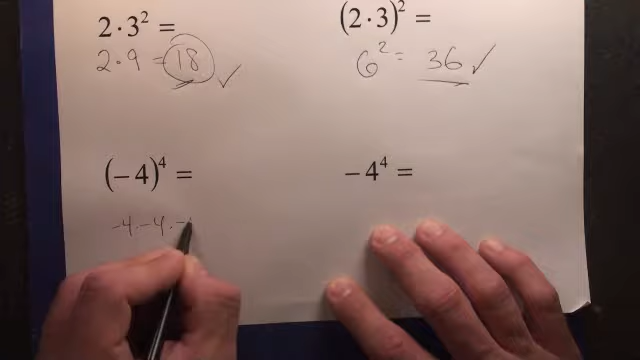 2 · 3² =
2 · 9 = 18 ✓
(2 · 3)² =
6² = 36 ✓
(−4)⁴ =
−4 · −4 · −
−4⁴ =